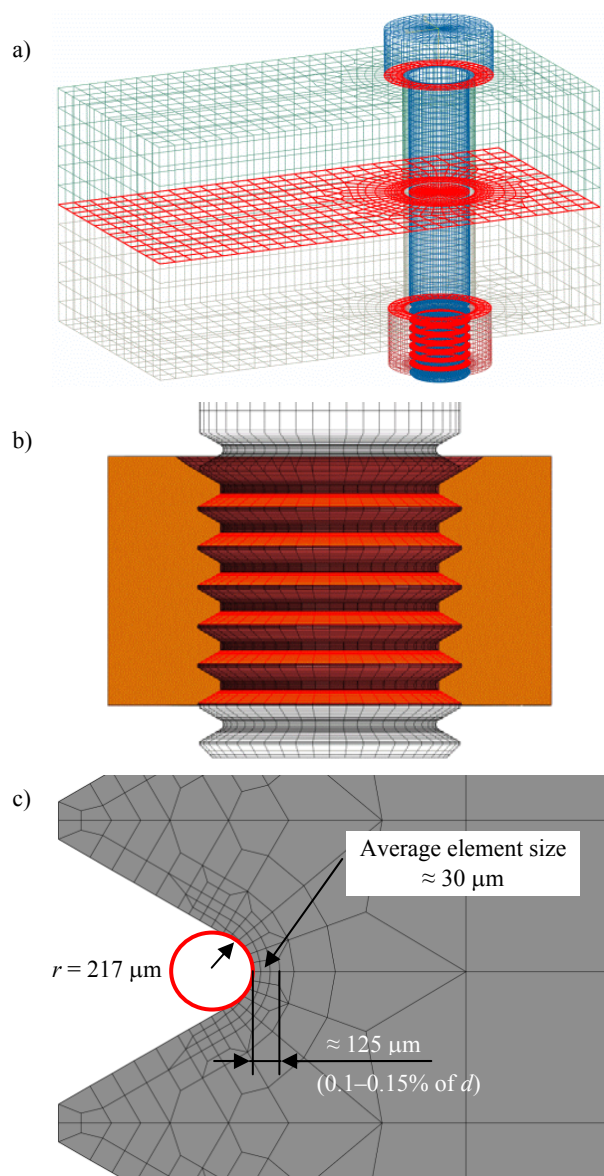 a)
b)
c)
Average element size
≈ 30 μm
r = 217 μm
≈ 125 μm
(0.1–0.15% of d)